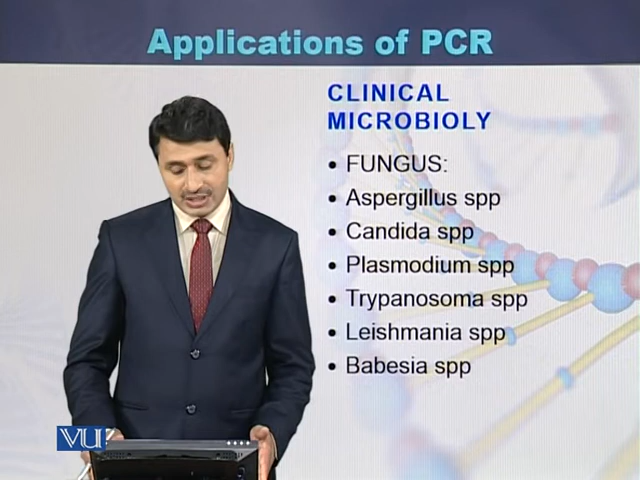 Applications of PCR
CLINICAL
MICROBIOLY
• FUNGUS:
• Aspergillus spp
• Candida spp
• Plasmodium spp
• Trypanosoma spp
• Leishmania spp
• Babesia spp
VU